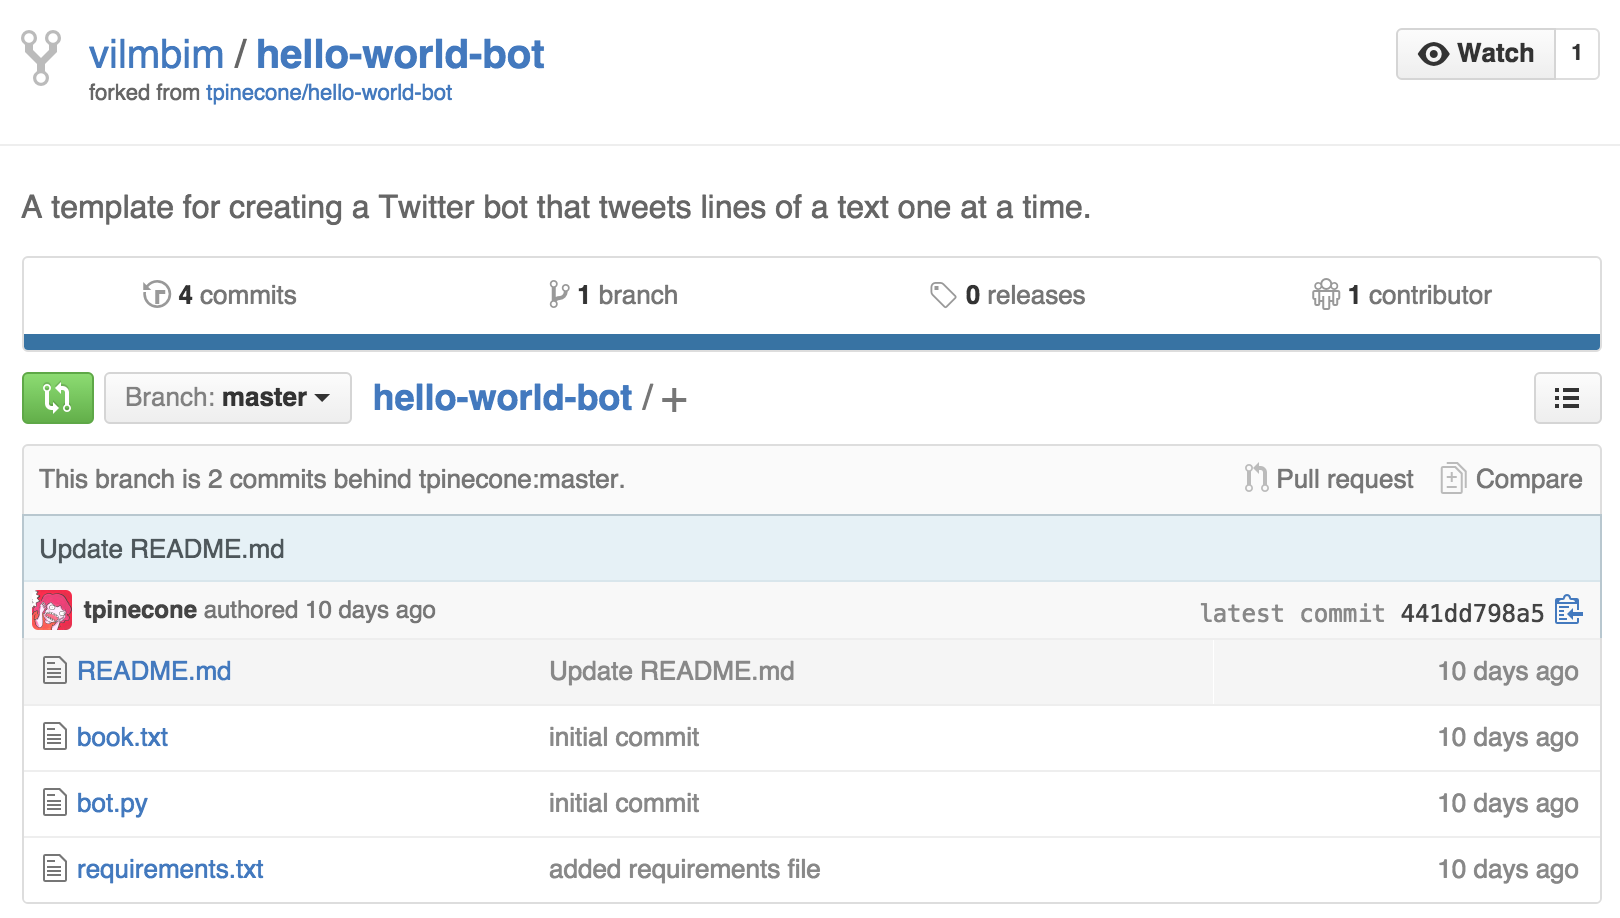 vilmbim / hello-world-bot
Watch 1
forked from tpinecone/hello-world-bot
A template for creating a Twitter bot that tweets lines of a text one at a time.
4 commits 1 branch 0 releases 1 contributor
Branch: master hello-world-bot / +
This branch is 2 commits behind tpinecone:master. Pull request Compare
Update README.md
tpinecone authored 10 days ago latest commit 441dd798a5
README.md Update README.md 10 days ago
book.txt initial commit 10 days ago
bot.py initial commit 10 days ago
requirements.txt added requirements file 10 days ago